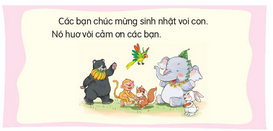 Các bạn chúc mừng sinh nhật voi con.
Nó huơ vòi cảm ơn các bạn.